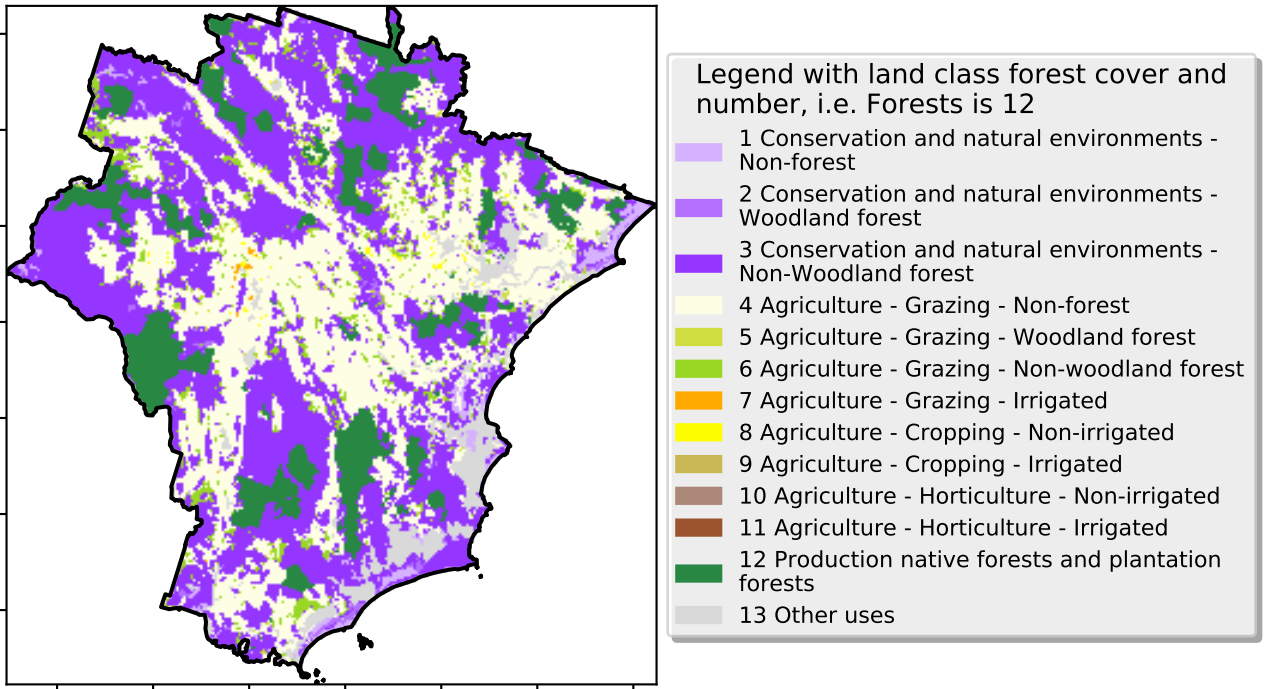 Legend with land class forest cover and
number, i.e. Forests is 12
1 Conservation and natural environments -
Non-forest
2 Conservation and natural environments -
Woodland forest
3 Conservation and natural environments -
Non-Woodland forest
4 Agriculture - Grazing - Non-forest
5 Agriculture - Grazing - Woodland forest
6 Agriculture - Grazing - Non-woodland forest
7 Agriculture - Grazing - Irrigated
8 Agriculture - Cropping - Non-irrigated
9 Agriculture - Cropping - Irrigated
10 Agriculture - Horticulture - Non-irrigated
11 Agriculture - Horticulture - Irrigated
12 Production native forests and plantation
forests
13 Other uses